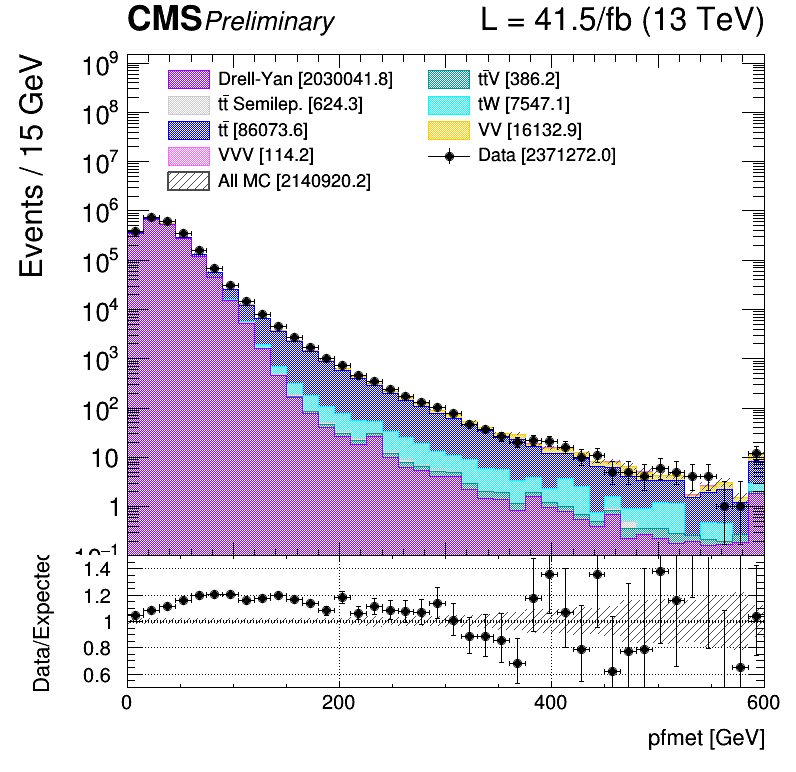 CMS Preliminary L = 41.5/fb (13 TeV)
Events / 15 GeV
10⁹
10⁸
10⁷
10⁶
10⁵
10⁴
10³
10²
10
1
10⁻¹
Drell-Yan [2030041.8]
tt̄ Semilep. [624.3]
tt̄ [86073.6]
VVV [114.2]
All MC [2140920.2]
tt̄V [386.2]
tW [7547.1]
VV [16132.9]
Data [2371272.0]
Data/Expected
1.4
1.2
1
0.8
0.6
0 200 400 600
pfmet [GeV]